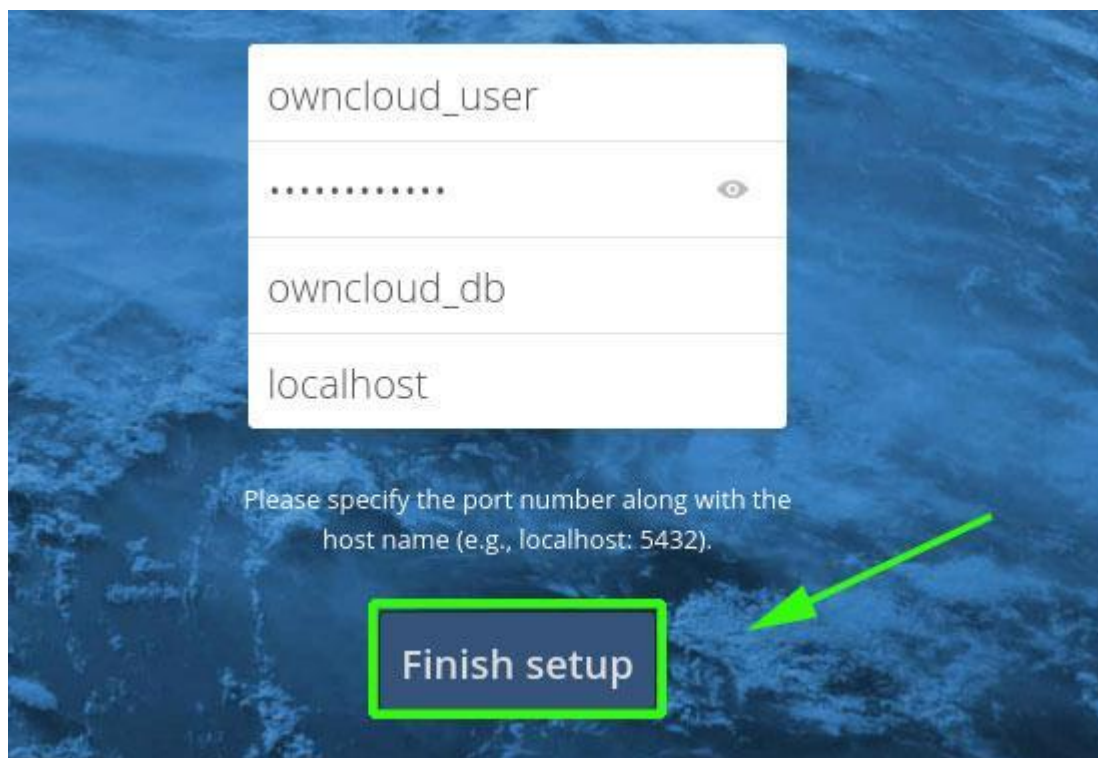 owncloud_user
••••••••••••
owncloud_db
localhost
Please specify the port number along with the
host name (e.g., localhost: 5432).
Finish setup